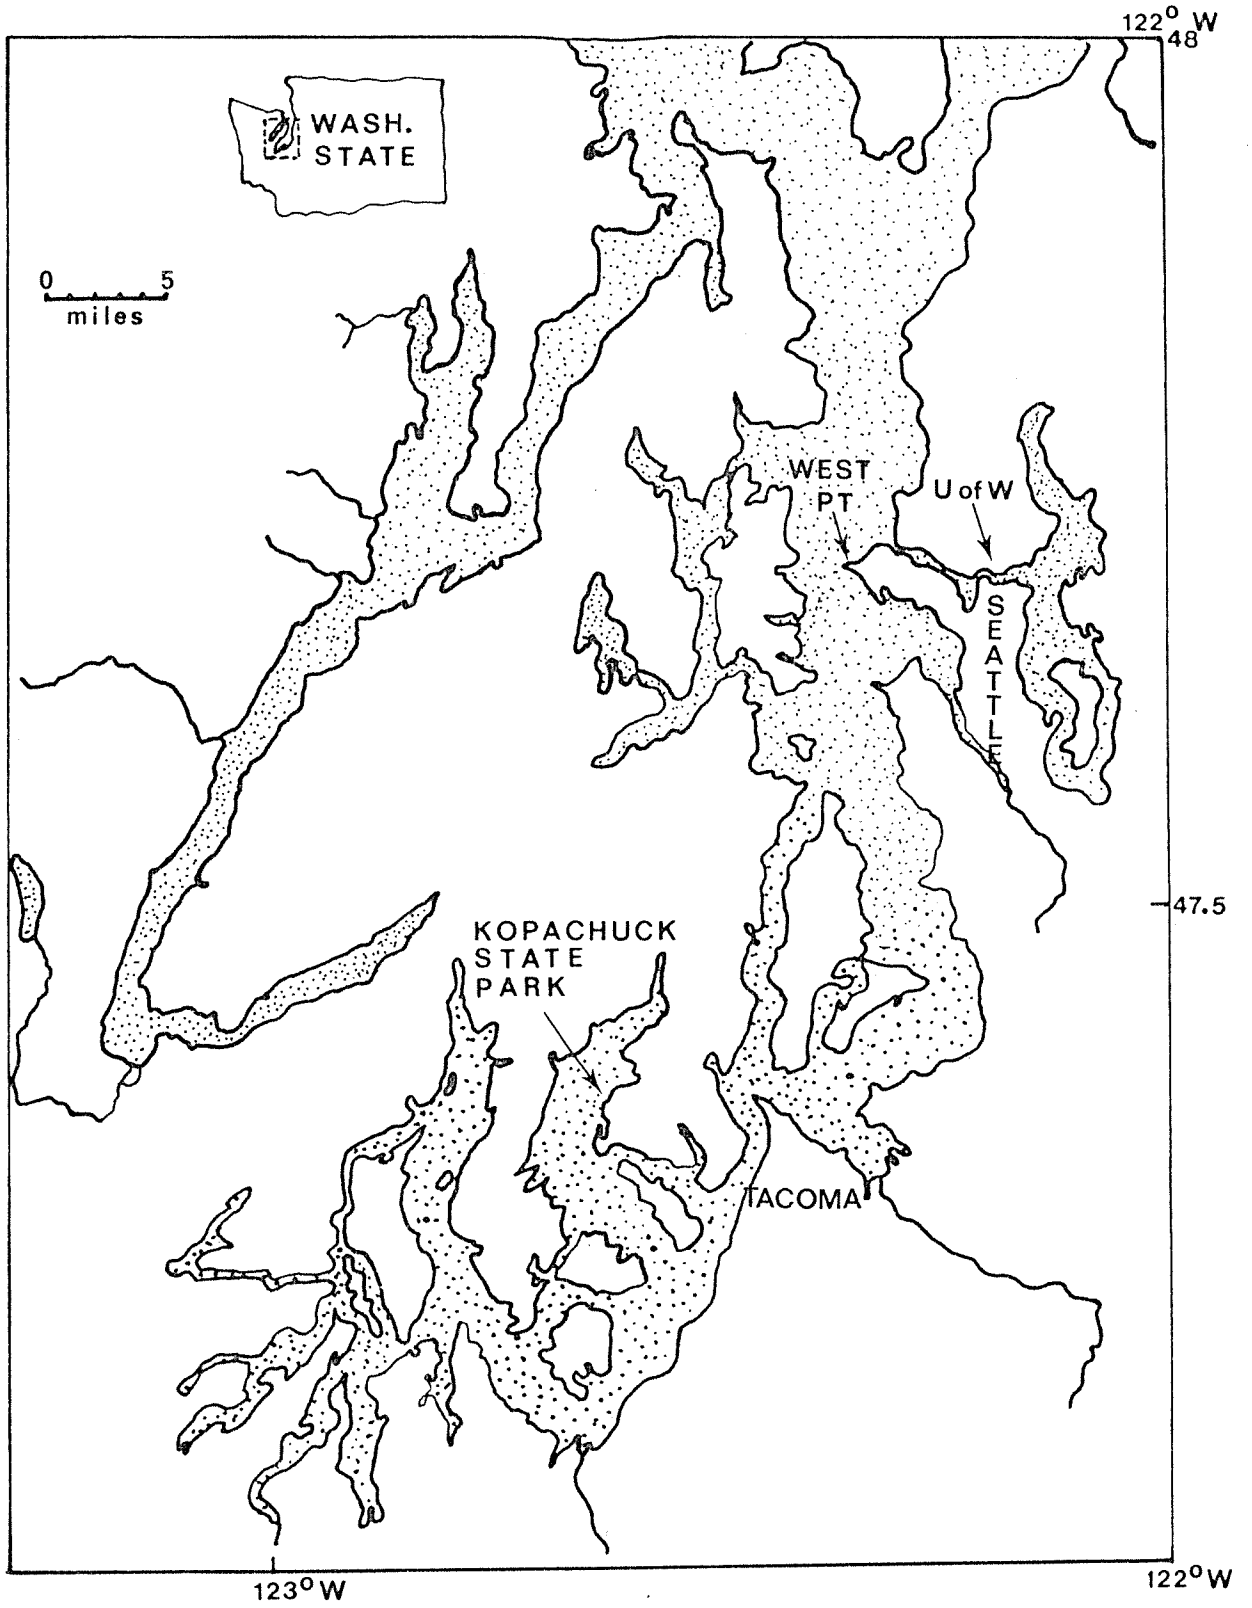 122° W
48
WASH.
STATE
0 5
miles
WEST
PT
U of W
SEATTLE
47.5
KOPACHUCK
STATE
PARK
TACOMA
123° W
122° W